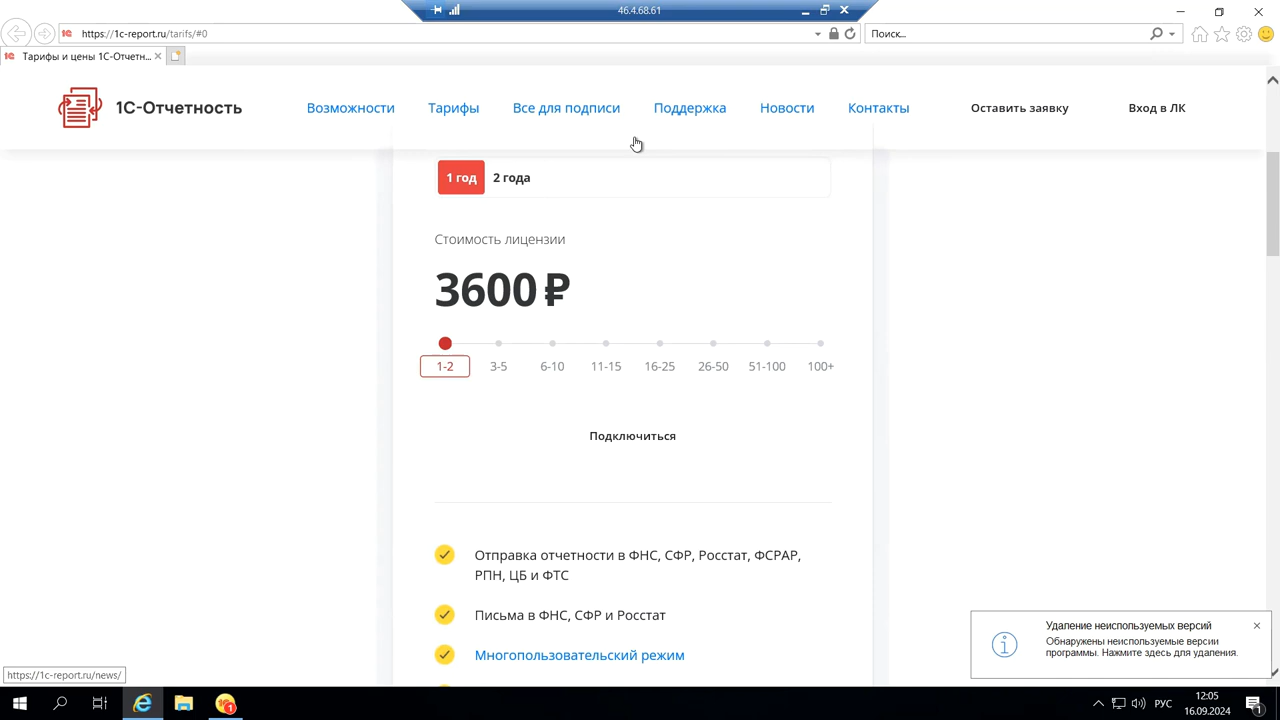 46.4.68.61
https://1c-report.ru/tarifs/#0
Поиск...
Тарифы и цены 1С-Отчетн...
1С-Отчетность
Возможности
Тарифы
Все для подписи
Поддержка
Новости
Контакты
Оставить заявку
Вход в ЛК
1 год
2 года
Стоимость лицензии
3600 ₽
1-2
3-5
6-10
11-15
16-25
26-50
51-100
100+
Подключиться
Отправка отчетности в ФНС, СФР, Росстат, ФСРАР,
РПН, ЦБ и ФТС
Письма в ФНС, СФР и Росстат
Многопользовательский режим
Удаление неиспользуемых версий
Обнаружены неиспользуемые версии
программы. Нажмите здесь для удаления.
https://1c-report.ru/news/
РУС
12:05
16.09.2024